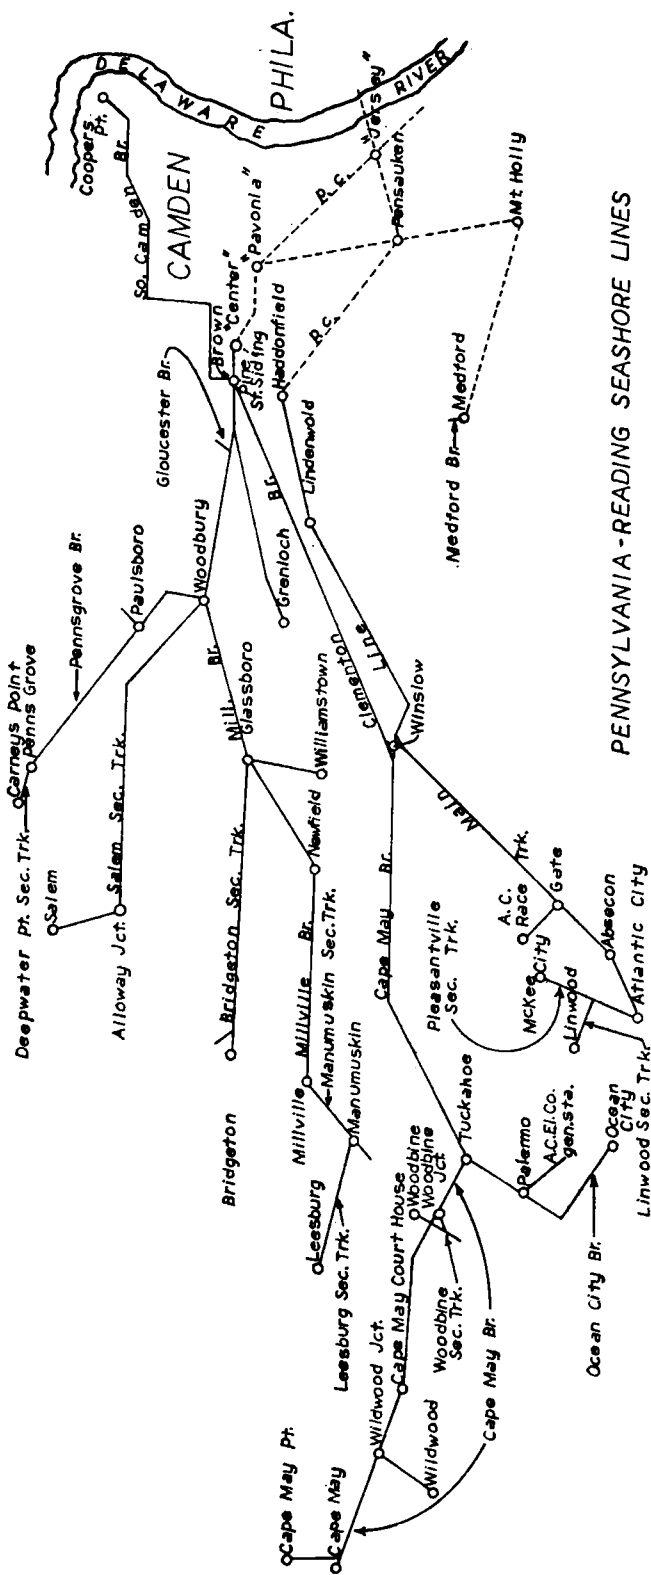 DELAWARE
RIVER
PHILA.
Coopers
Pt.
Br.
So. Camden
CAMDEN
"Jersey"
P.C.
Pensauken
Mt Holly
"Pavonia"
"Center"
Brown
Pine
St. Siding
Haddonfield
P.C.
Medford
Medford Br.
Gloucester Br.
Lindenwold
Br.
Grenloch
Woodbury
Paulsboro
Pennsgrove Br.
Carneys Point
Penns Grove
Deepwater Pt. Sec. Trk.
Salem
Salem Sec. Trk.
Alloway Jct.
Br.
Mill.
Glassboro
Williamstown
Clementon
Line
Winslow
Main
Newfield
Bridgeton Sec. Trk.
Bridgeton
Millville Br.
Manumuskin Sec. Trk.
Millville
Manumuskin
Leesburg
Leesburg Sec. Trk.
Cape May Br.
Pleasantville
Sec. Trk.
A. C.
Race
Trk.
Gate
Absecon
Atlantic City
McKee
City
Linwood
Linwood Sec. Trk.
Tuckahoe
Palermo
A.C.El.Co.
gen.sta.
Ocean
City
Ocean City Br.
Woodbine
Woodbine
Jct.
Woodbine
Sec. Trk.
Cape May Court House
Cape May Br.
Wildwood Jct.
Wildwood
Cape May Pt.
Cape May
PENNSYLVANIA-READING SEASHORE LINES